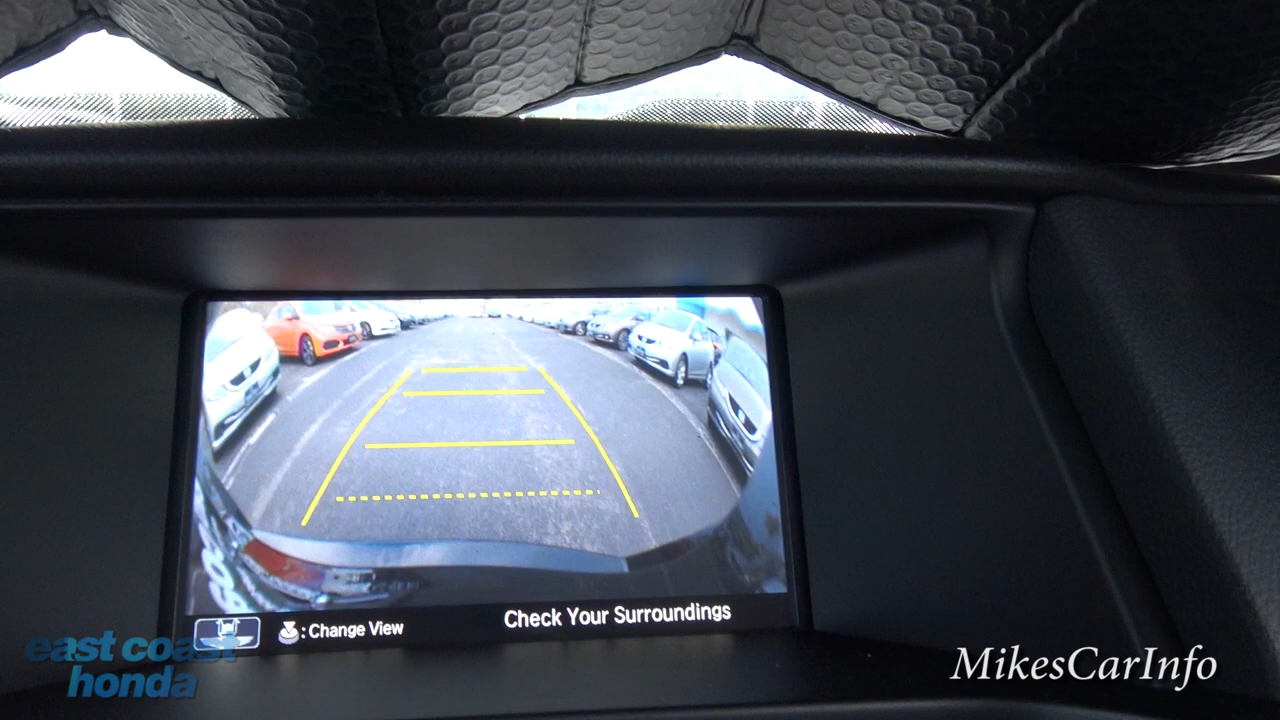 : Change View
Check Your Surroundings
east coast
honda
MikesCarInfo